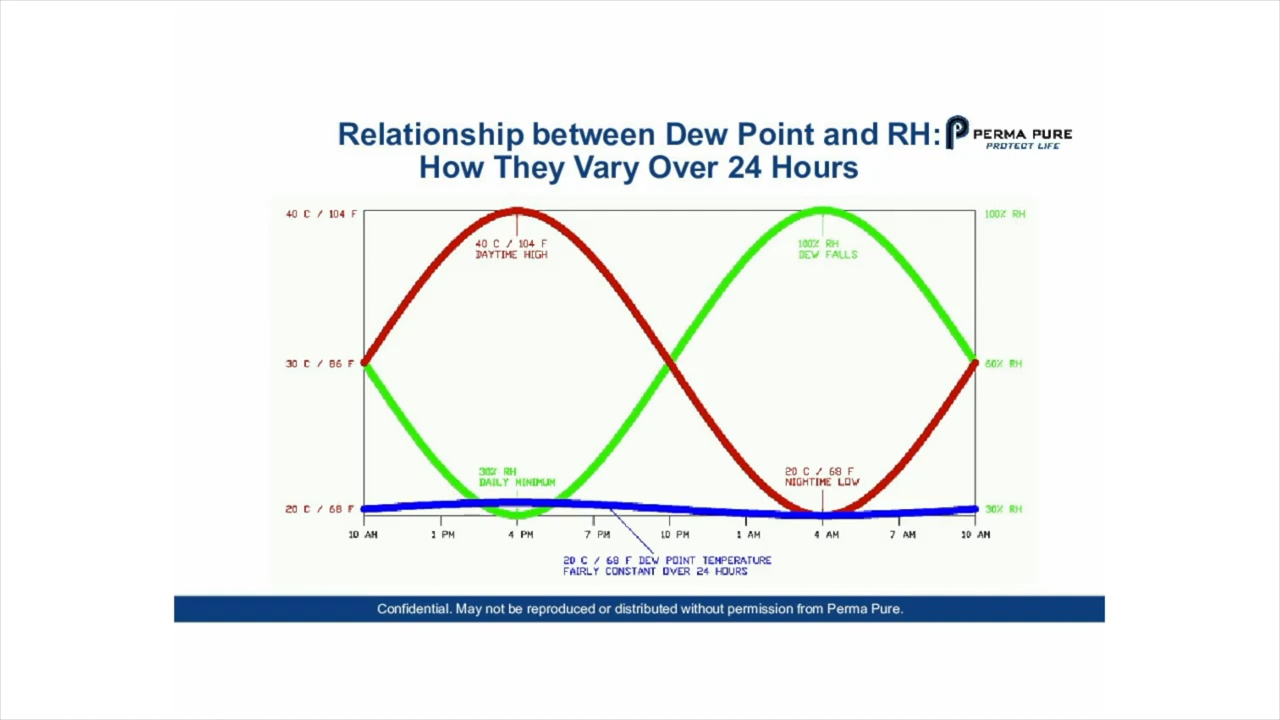 Relationship between Dew Point and RH:
How They Vary Over 24 Hours
PERMA PURE
PROTECT LIFE
40 C / 104 F
100% RH
40 C / 104 F
DAYTIME HIGH
100% RH
DEW FALLS
30 C / 86 F
60% RH
30% RH
DAILY MINIMUM
20 C / 68 F
NIGHTIME LOW
20 C / 68 F
30% RH
10 AM
1 PM
4 PM
7 PM
10 PM
1 AM
4 AM
7 AM
10 AM
20 C / 68 F DEW POINT TEMPERATURE
FAIRLY CONSTANT OVER 24 HOURS
Confidential. May not be reproduced or distributed without permission from Perma Pure.